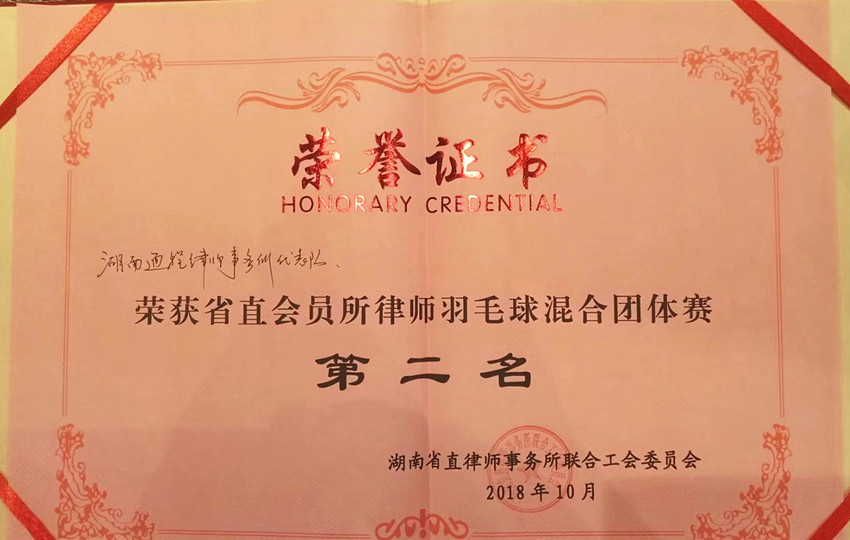 荣誉证书
HONORARY CREDENTIAL
湖南通程律师事务所代表队、
荣获省直会员所律师羽毛球混合团体赛
第二名
湖南省直律师事务所联合工会委员会
2018年10月